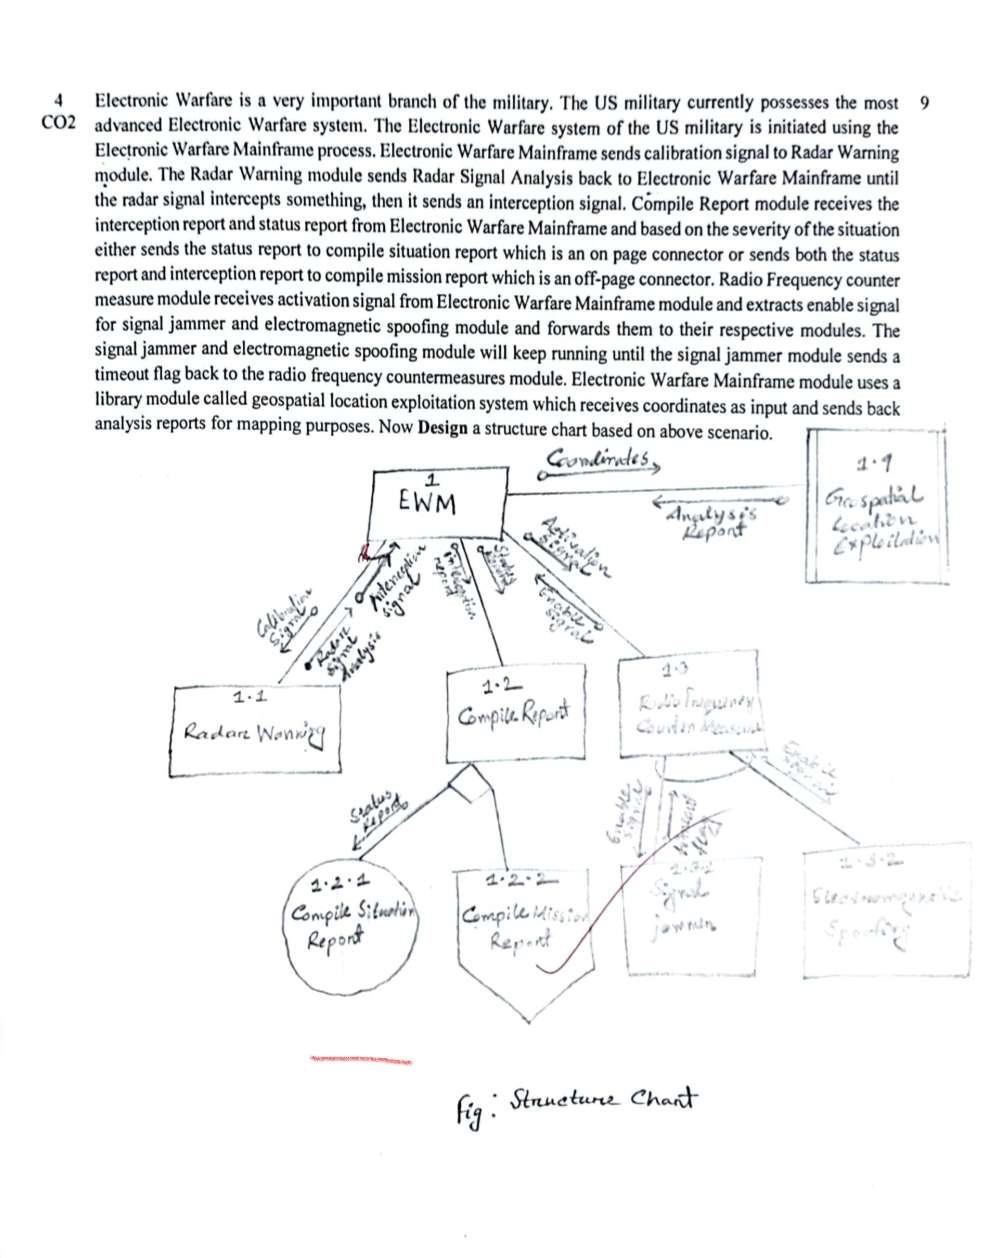 4 Electronic Warfare is a very important branch of the military. The US military currently possesses the most 9
CO2 advanced Electronic Warfare system. The Electronic Warfare system of the US military is initiated using the
Electronic Warfare Mainframe process. Electronic Warfare Mainframe sends calibration signal to Radar Warning
module. The Radar Warning module sends Radar Signal Analysis back to Electronic Warfare Mainframe until
the radar signal intercepts something, then it sends an interception signal. Compile Report module receives the
interception report and status report from Electronic Warfare Mainframe and based on the severity of the situation
either sends the status report to compile situation report which is an on page connector or sends both the status
report and interception report to compile mission report which is an off-page connector. Radio Frequency counter
measure module receives activation signal from Electronic Warfare Mainframe module and extracts enable signal
for signal jammer and electromagnetic spoofing module and forwards them to their respective modules. The
signal jammer and electromagnetic spoofing module will keep running until the signal jammer module sends a
timeout flag back to the radio frequency countermeasures module. Electronic Warfare Mainframe module uses a
library module called geospatial location exploitation system which receives coordinates as input and sends back
analysis reports for mapping purposes. Now Design a structure chart based on above scenario.
Coordinates
1
EWM
Analysis
Report
1.9
Geospatial
Location
Exploitation
Calibration
Signal
Radar
Signal
Analysis
Interception
signal
interception
report
Status
Report
Activation
Signal
Enable
Signal
1.1
Radar Warning
1.2
Compile Report
1.3
Radio Frequency
Counter Measure
Status
Report
Enable
Signal
flag
Enable
1.2.1
Compile Situation
Report
1.2.2
Compile Mission
Report
Signal
1.3.2
Spoofing
fig: Structure Chart